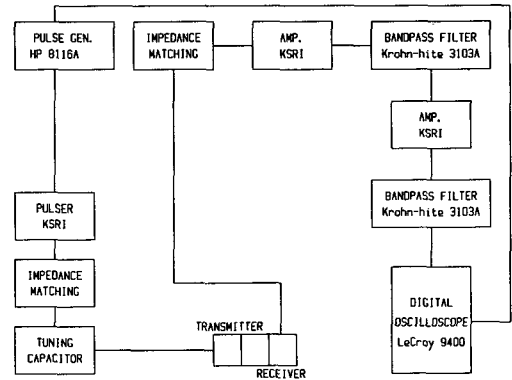 PULSE GEN.
HP 8116A
IMPEDANCE
MATCHING
AMP.
KSRI
BANDPASS FILTER
Krohn-hite 3103A
AMP.
KSRI
PULSER
KSRI
BANDPASS FILTER
Krohn-hite 3103A
IMPEDANCE
MATCHING
DIGITAL
OSCILLOSCOPE
LeCroy 9400
TUNING
CAPACITOR
TRANSMITTER
RECEIVER